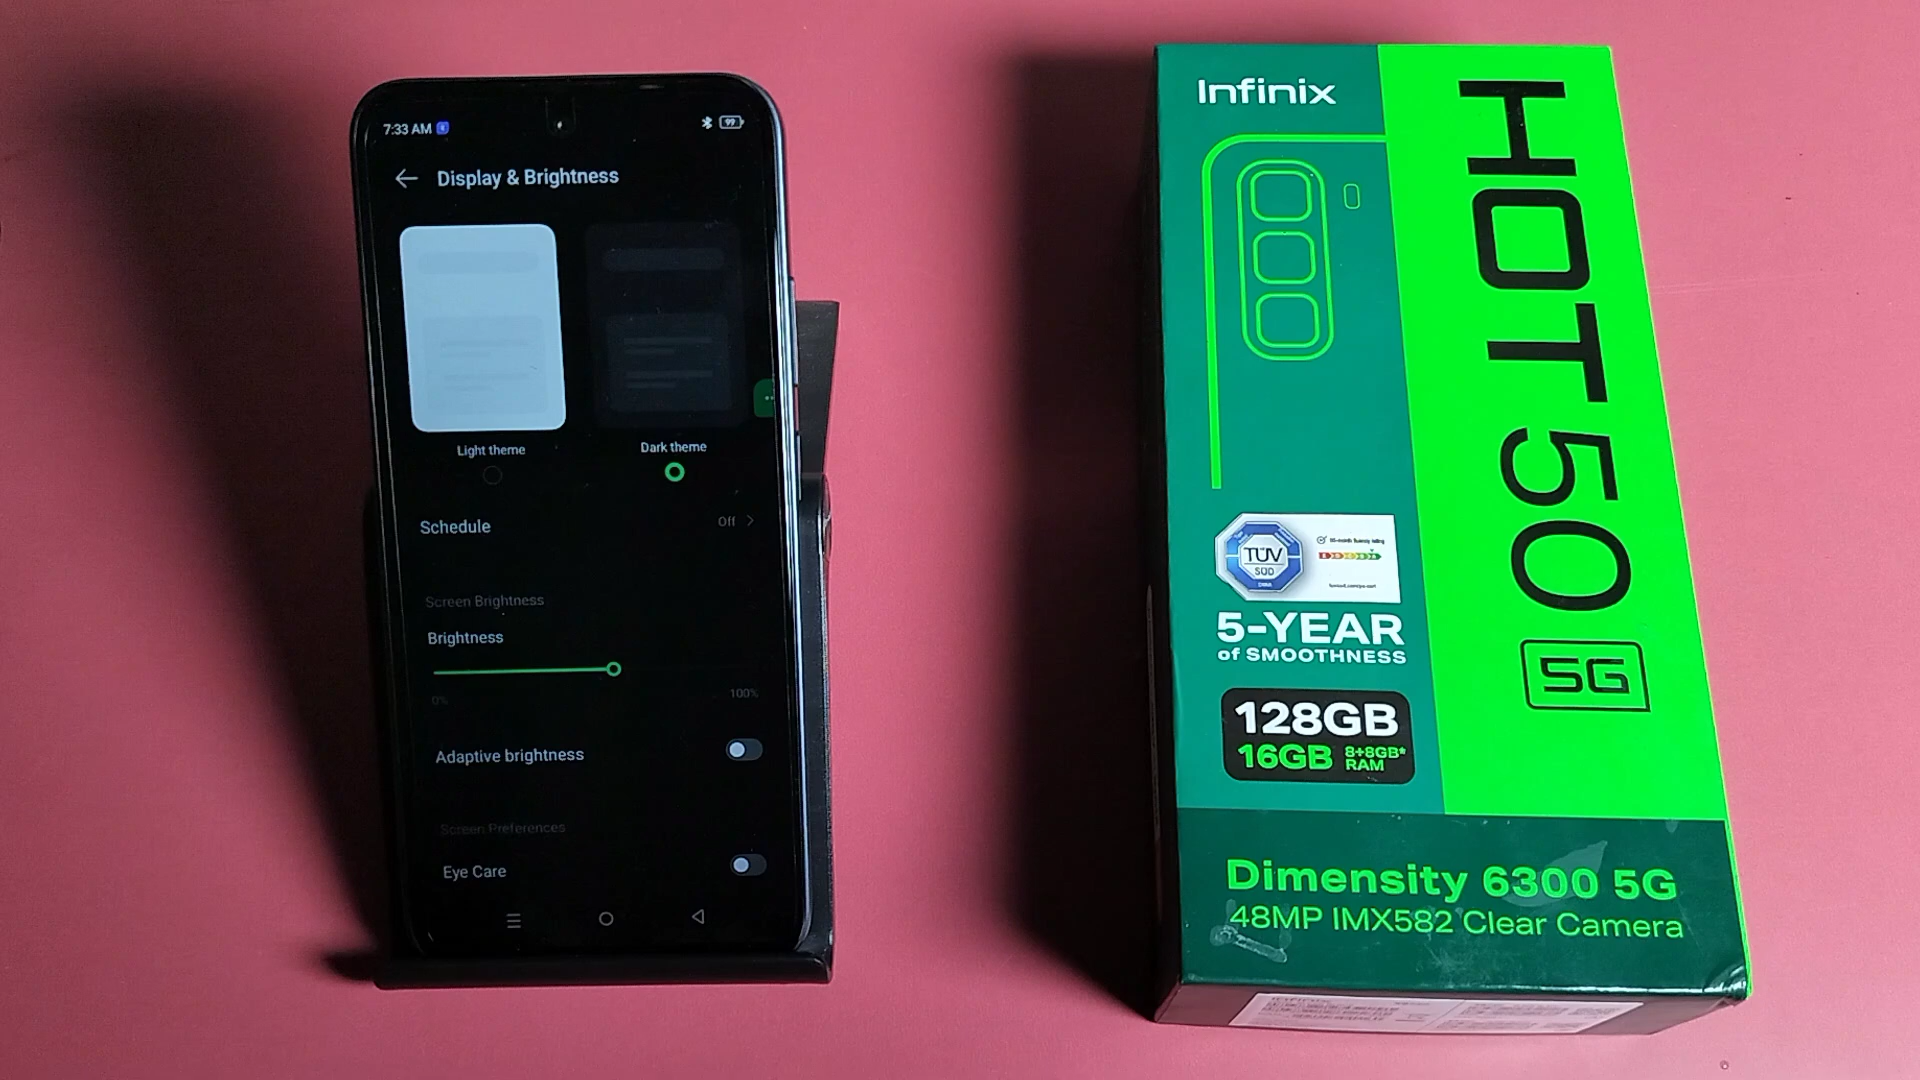 7:33 AM
99
Display & Brightness
Light theme
Dark theme
Schedule
Off
Screen Brightness
Brightness
0%
100%
Adaptive brightness
Screen Preferences
Eye Care
Infinix
HOT 50 5G
TÜV
SÜD
5-YEAR
of SMOOTHNESS
128GB
16GB 8+8GB*
RAM
Dimensity 6300 5G
48MP IMX582 Clear Camera